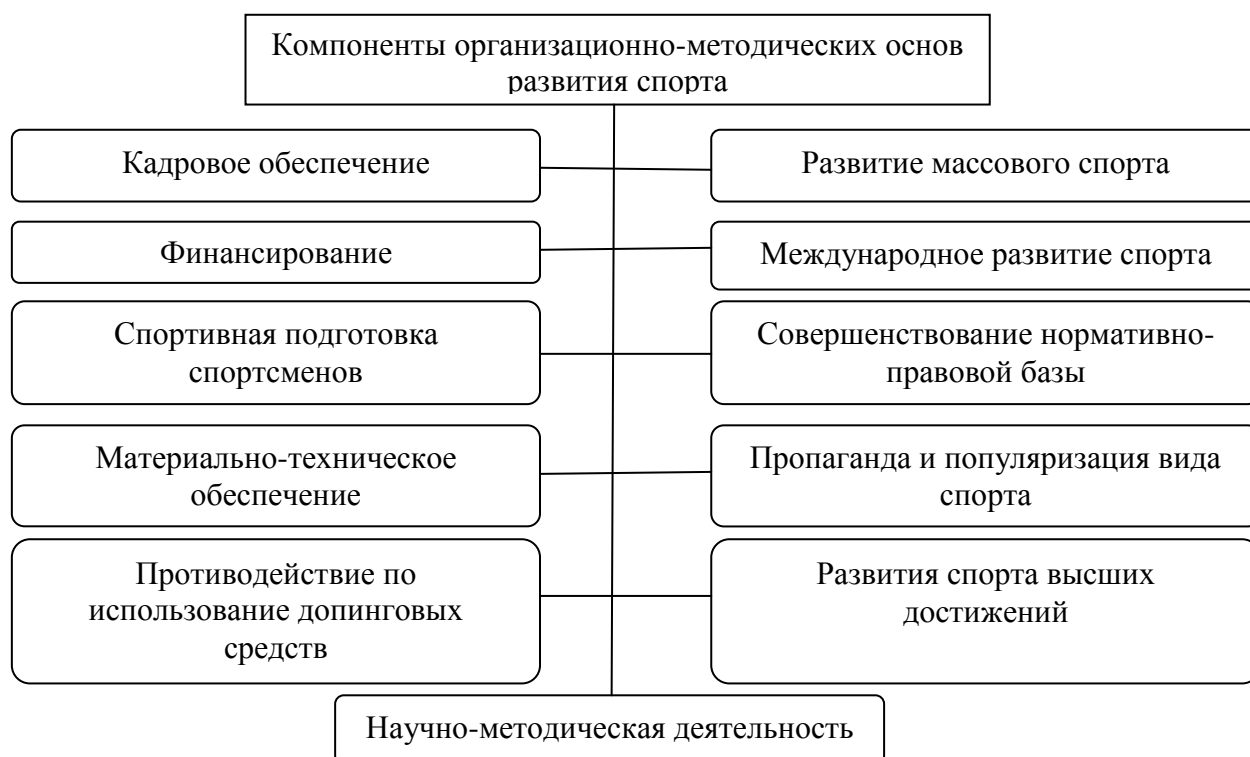 Компоненты организационно-методических основ
развития спорта
Кадровое обеспечение
Развитие массового спорта
Финансирование
Международное развитие спорта
Спортивная подготовка
спортсменов
Совершенствование нормативно-
правовой базы
Материально-техническое
обеспечение
Пропаганда и популяризация вида
спорта
Противодействие по
использование допинговых
средств
Развития спорта высших
достижений
Научно-методическая деятельность